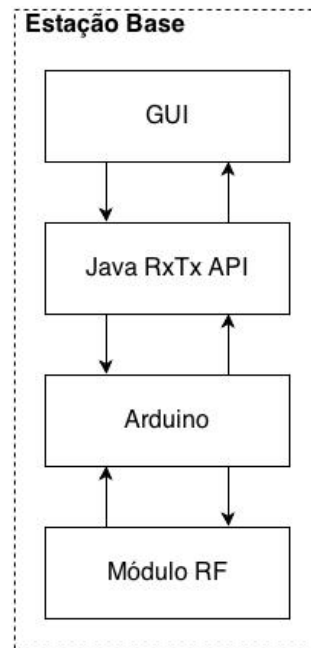 Estação Base
GUI
Java RxTx API
Arduino
Módulo RF